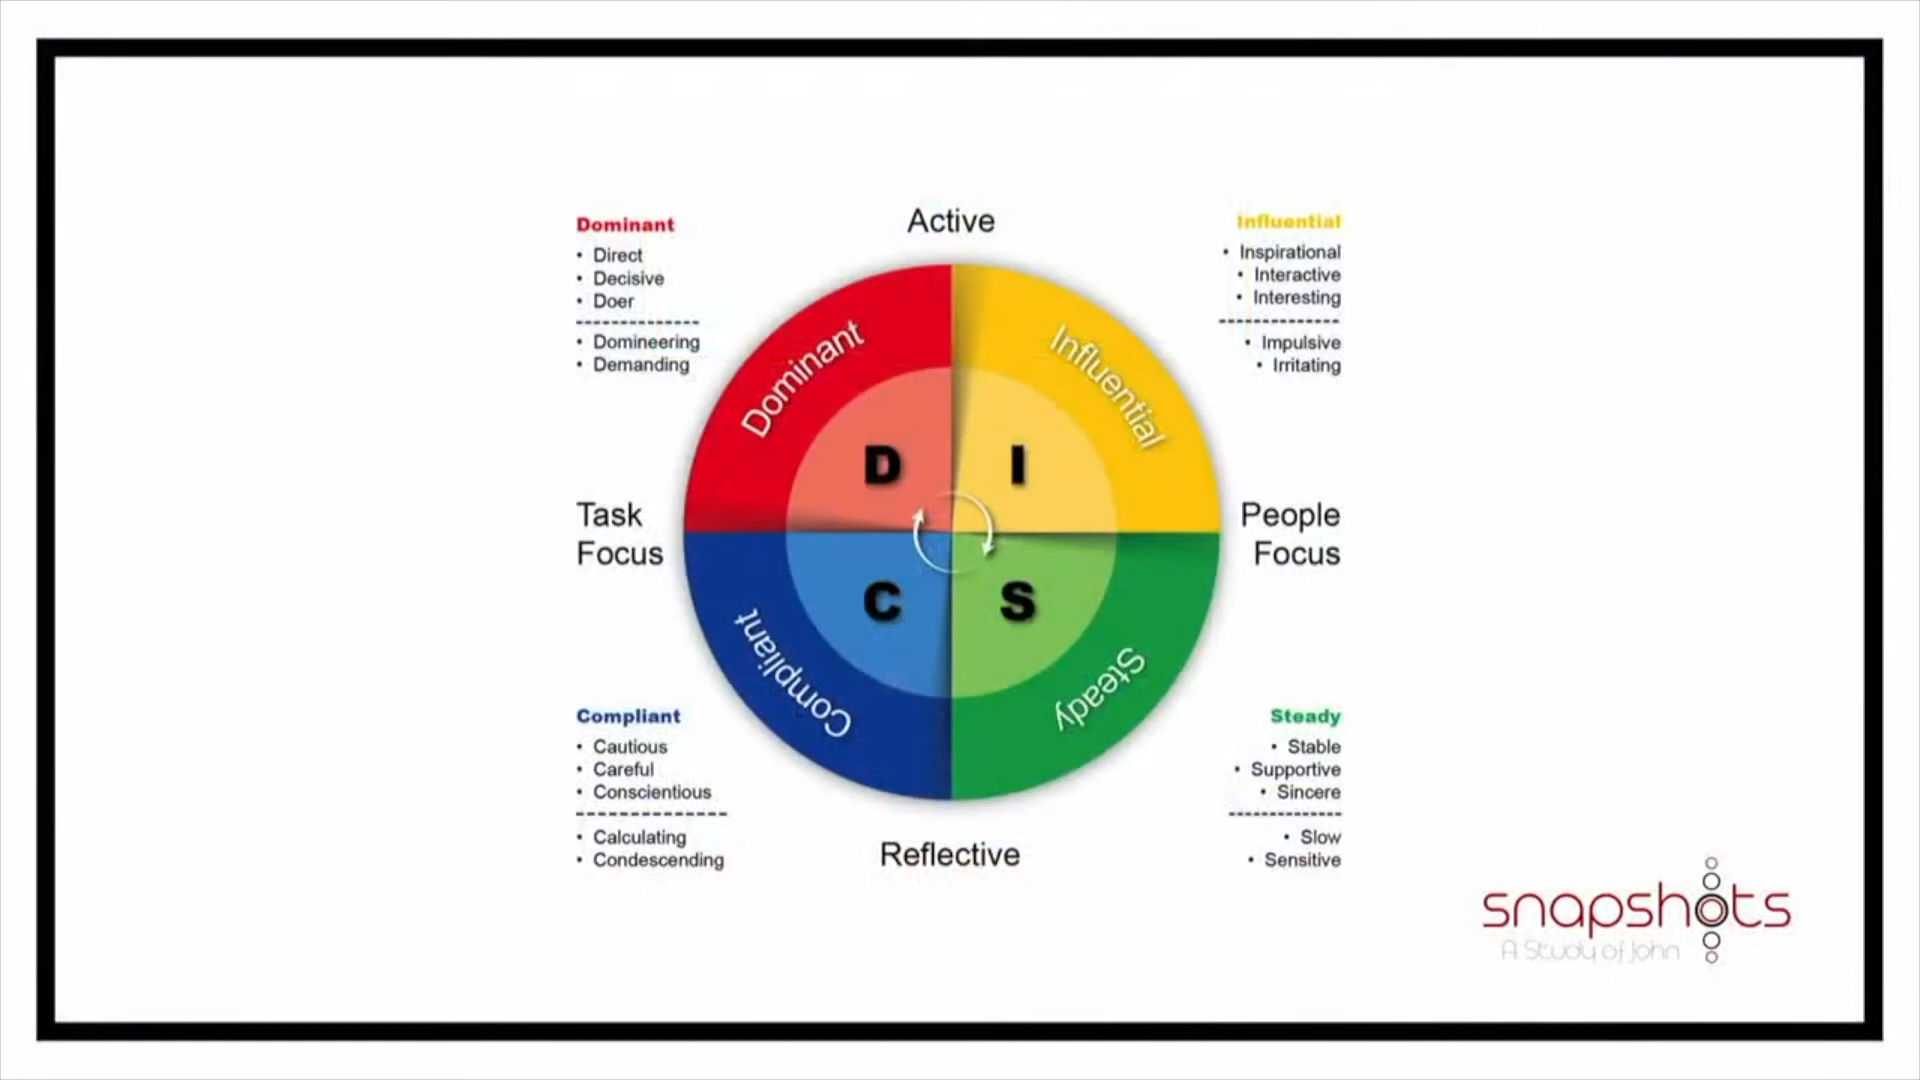 Active
Dominant
• Direct
• Decisive
• Doer
• Domineering
• Demanding
Influential
• Inspirational
• Interactive
• Interesting
• Impulsive
• Irritating
Dominant
Influential
D
I
Task
Focus
People
Focus
C
S
Compliant
Steady
Compliant
• Cautious
• Careful
• Conscientious
• Calculating
• Condescending
Steady
• Stable
• Supportive
• Sincere
• Slow
• Sensitive
Reflective
snapshots
A Study of John